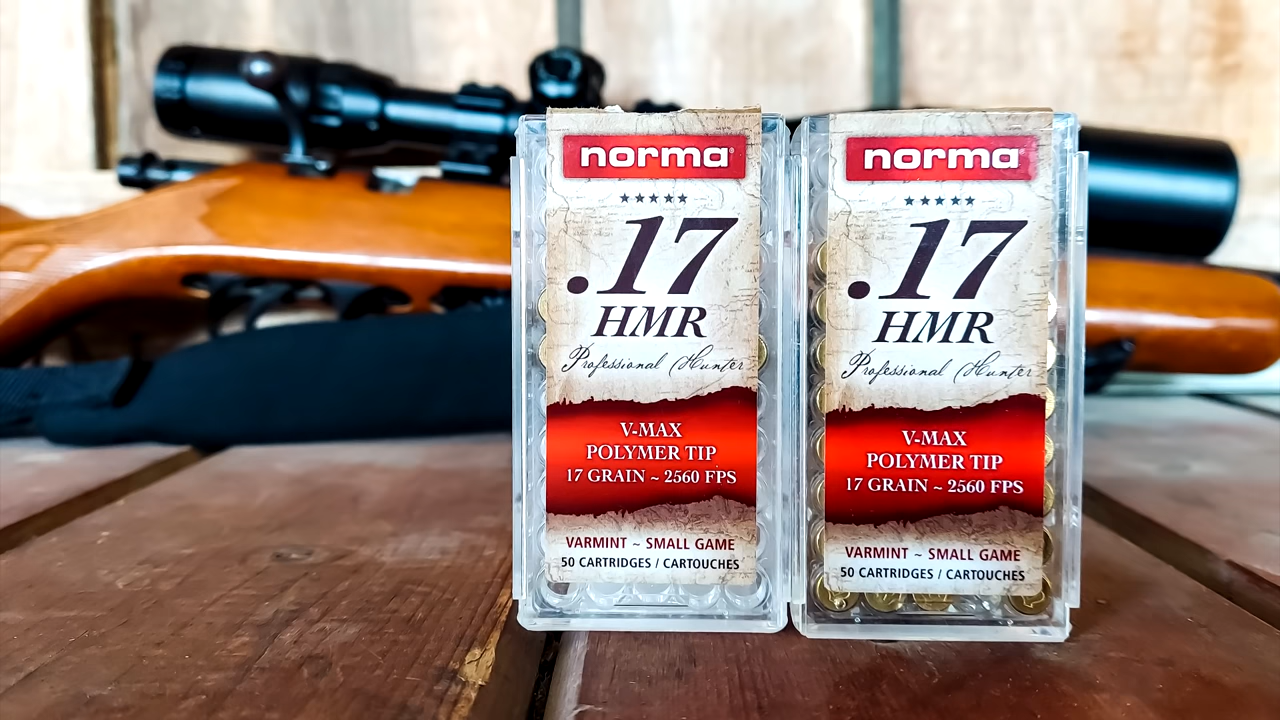 norma
.17
HMR
Professional Hunter
V-MAX
POLYMER TIP
17 GRAIN ~ 2560 FPS
VARMINT ~ SMALL GAME
50 CARTRIDGES / CARTOUCHES
norma
.17
HMR
Professional Hunter
V-MAX
POLYMER TIP
17 GRAIN ~ 2560 FPS
VARMINT ~ SMALL GAME
50 CARTRIDGES / CARTOUCHES